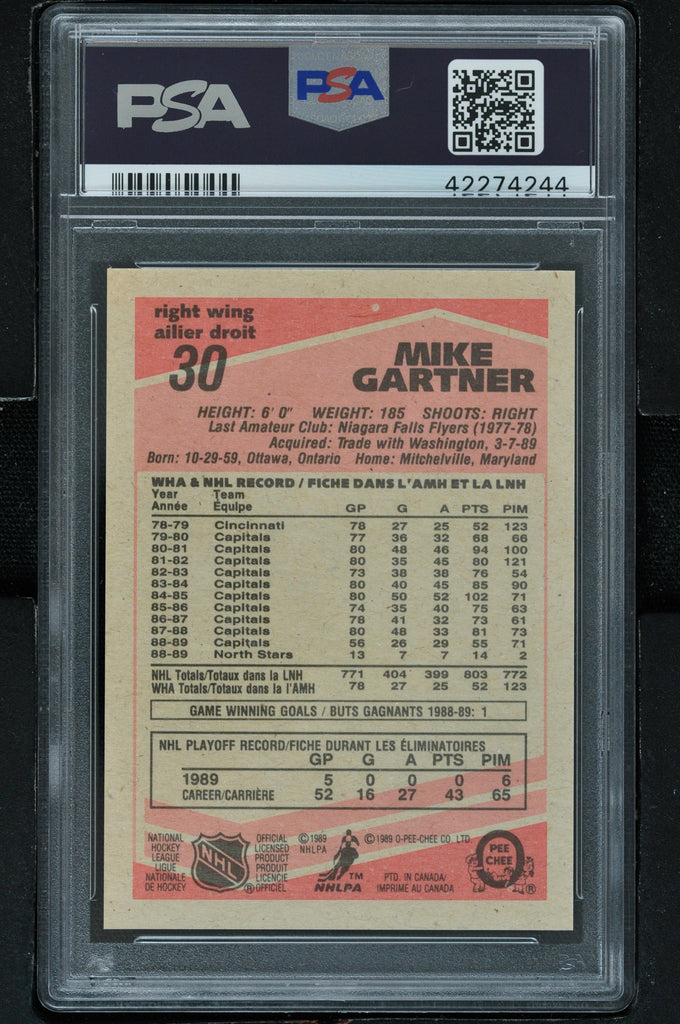 PSA
PSA
42274244
right wing
ailier droit
30
MIKE
GARTNER
HEIGHT: 6' 0" WEIGHT: 185 SHOOTS: RIGHT
Last Amateur Club: Niagara Falls Flyers (1977-78)
Acquired: Trade with Washington, 3-7-89
Born: 10-29-59, Ottawa, Ontario Home: Mitchelville, Maryland
WHA & NHL RECORD / FICHE DANS L'AMH ET LA LNH
Year Team
Année Équipe GP G A PTS PIM
78-79 Cincinnati 78 27 25 52 123
79-80 Capitals 77 36 32 68 66
80-81 Capitals 80 48 46 94 100
81-82 Capitals 80 35 45 80 121
82-83 Capitals 73 38 38 76 54
83-84 Capitals 80 40 45 85 90
84-85 Capitals 80 50 52 102 71
85-86 Capitals 74 35 40 75 63
86-87 Capitals 78 41 32 73 61
87-88 Capitals 80 48 33 81 73
88-89 Capitals 56 26 29 55 71
88-89 North Stars 13 7 7 14 2
NHL Totals/Totaux dans la LNH 771 404 399 803 772
WHA Totals/Totaux dans la l'AMH 78 27 25 52 123
GAME WINNING GOALS / BUTS GAGNANTS 1988-89: 1
NHL PLAYOFF RECORD/FICHE DURANT LES ÉLIMINATOIRES
GP G A PTS PIM
1989 5 0 0 0 6
CAREER/CARRIÈRE 52 16 27 43 65
NATIONAL
HOCKEY
LEAGUE
LIGUE
NATIONALE
DE HOCKEY
NHL
®
OFFICIAL
LICENSED
PRODUCT
PRODUIT
LICENCIE
OFFICIEL
©1989
NHLPA
TM
NHLPA
©1989 O-PEE-CHEE CO. LTD.
PTD. IN CANADA/
IMPRIME AU CANADA
O
PEE
CHEE
®